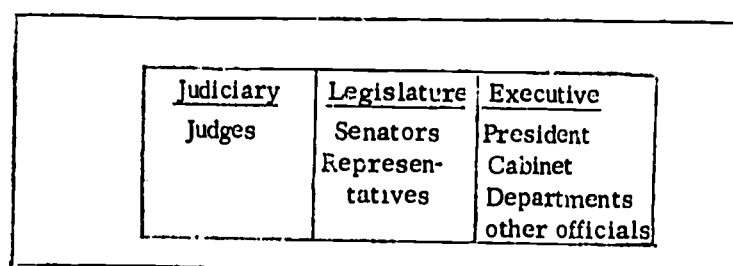 Judiciary Legislature Executive
Judges Senators President
Represen- Cabinet
tatives Departments
other officials